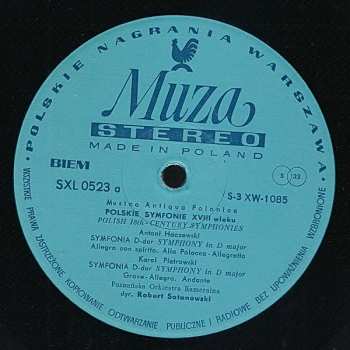 • POLSKIE NAGRANIA WARSZAWA •
Muza
STEREO
MADE IN POLAND
BIEM
SXL 0523 a
S-3 XW-1085
S 33
Musica Antiqua Polonica
POLSKIE SYMFONIE XVIII wieku
POLISH 18th-CENTURY SYMPHONIES
Antoni Haczewski
SYMFONIA D-dur SYMPHONY in D major
Allegro con spirito, Alla Polacca-Allegretto
Karol Pietrowski
SYMFONIA D-dur SYMPHONY in D major
Grave-Allegro, Andante
Poznańska Orkiestra Kameralna
dyr. Robert Satanowski
WSZYSTKIE PRAWA ZASTRZEŻONE. KOPIOWANIE ODTWARZANIE PUBLICZNE I RADIOWE BEZ UPOWAŻNIENIA WZBRONIONE